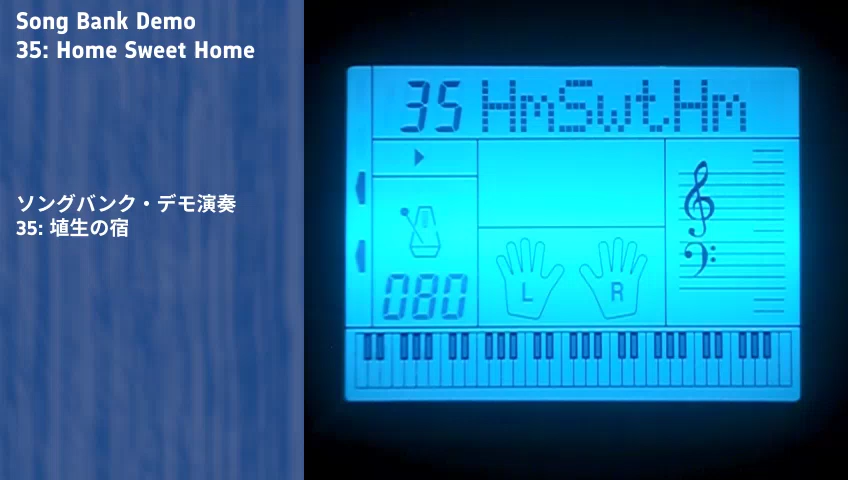 Song Bank Demo
35: Home Sweet Home
ソングバンク・デモ演奏
35: 埴生の宿
35 HmSwt.Hm
080
L R